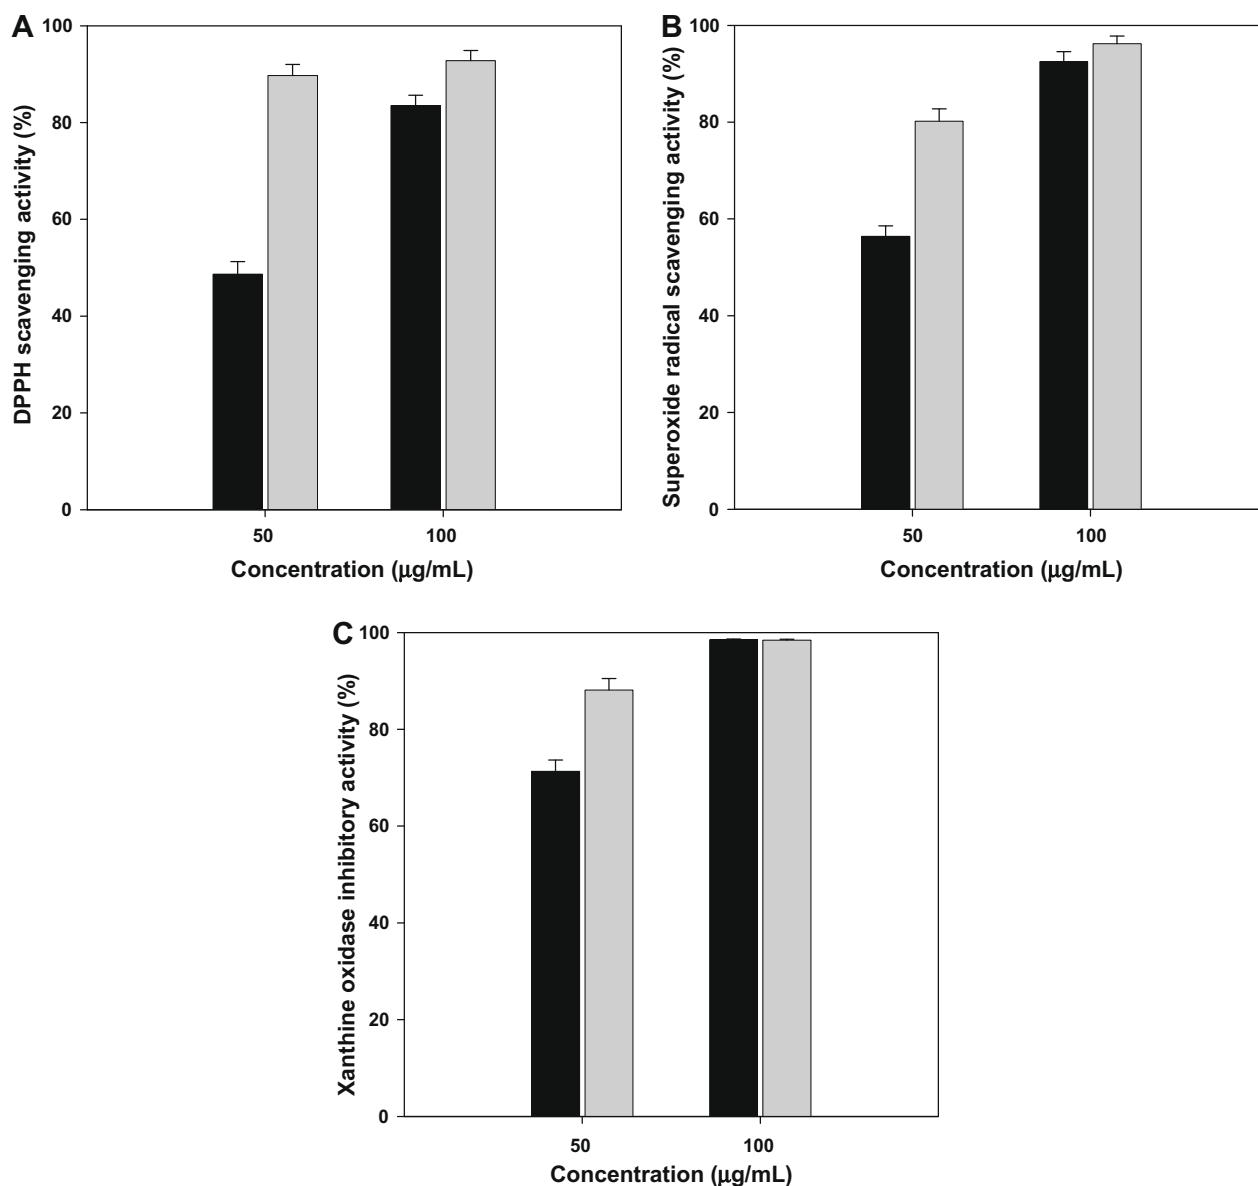 A
100
80
60
40
20
0
DPPH scavenging activity (%)
50 100
Concentration (μg/mL)
B
100
80
60
40
20
0
Superoxide radical scavenging activity (%)
50 100
Concentration (μg/mL)
C
100
80
60
40
20
0
Xanthine oxidase inhibitory activity (%)
50 100
Concentration (μg/mL)